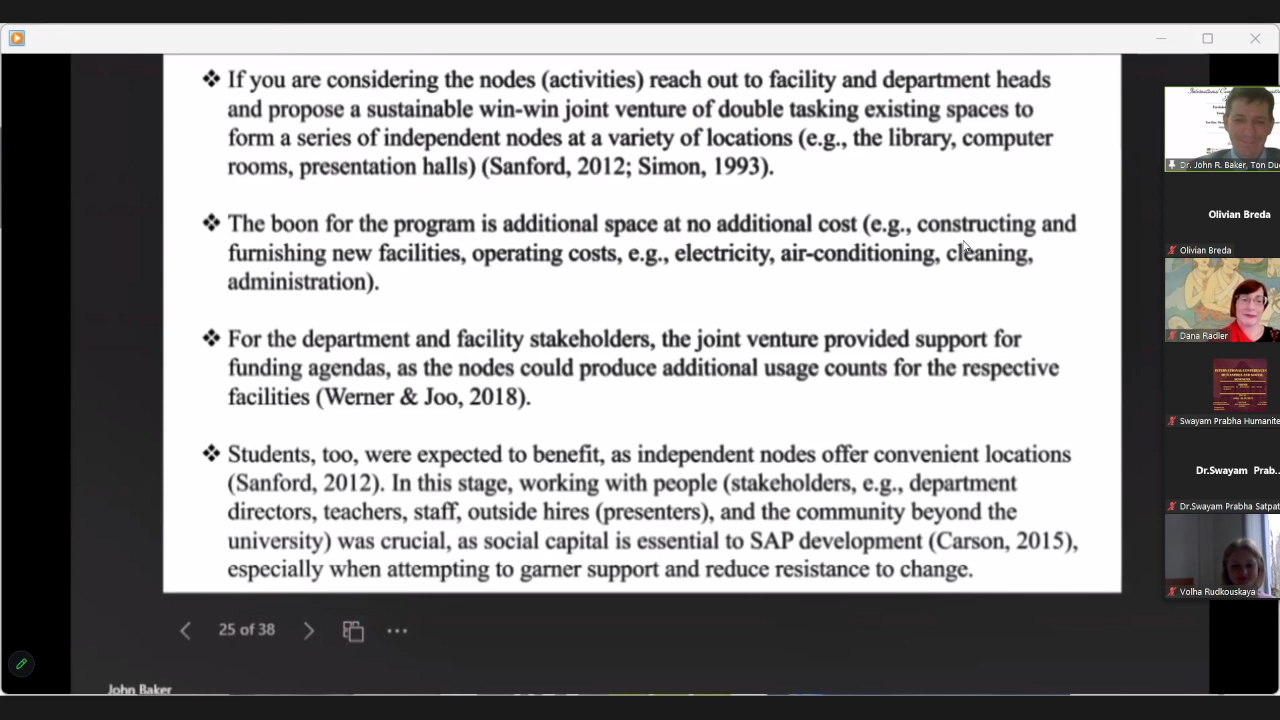 ❖ If you are considering the nodes (activities) reach out to facility and department heads
and propose a sustainable win-win joint venture of double tasking existing spaces to
form a series of independent nodes at a variety of locations (e.g., the library, computer
rooms, presentation halls) (Sanford, 2012; Simon, 1993).
❖ The boon for the program is additional space at no additional cost (e.g., constructing and
furnishing new facilities, operating costs, e.g., electricity, air-conditioning, cleaning,
administration).
❖ For the department and facility stakeholders, the joint venture provided support for
funding agendas, as the nodes could produce additional usage counts for the respective
facilities (Werner & Joo, 2018).
❖ Students, too, were expected to benefit, as independent nodes offer convenient locations
(Sanford, 2012). In this stage, working with people (stakeholders, e.g., department
directors, teachers, staff, outside hires (presenters), and the community beyond the
university) was crucial, as social capital is essential to SAP development (Carson, 2015),
especially when attempting to garner support and reduce resistance to change.
25 of 38
John Baker
Dr. John R. Baker, Ton Du
Olivian Breda
Olivian Breda
Dana Radler
Swayam Prabha Humanite
Dr.Swayam Prab...
Dr.Swayam Prabha Satpat
Volha Rudkouskaya